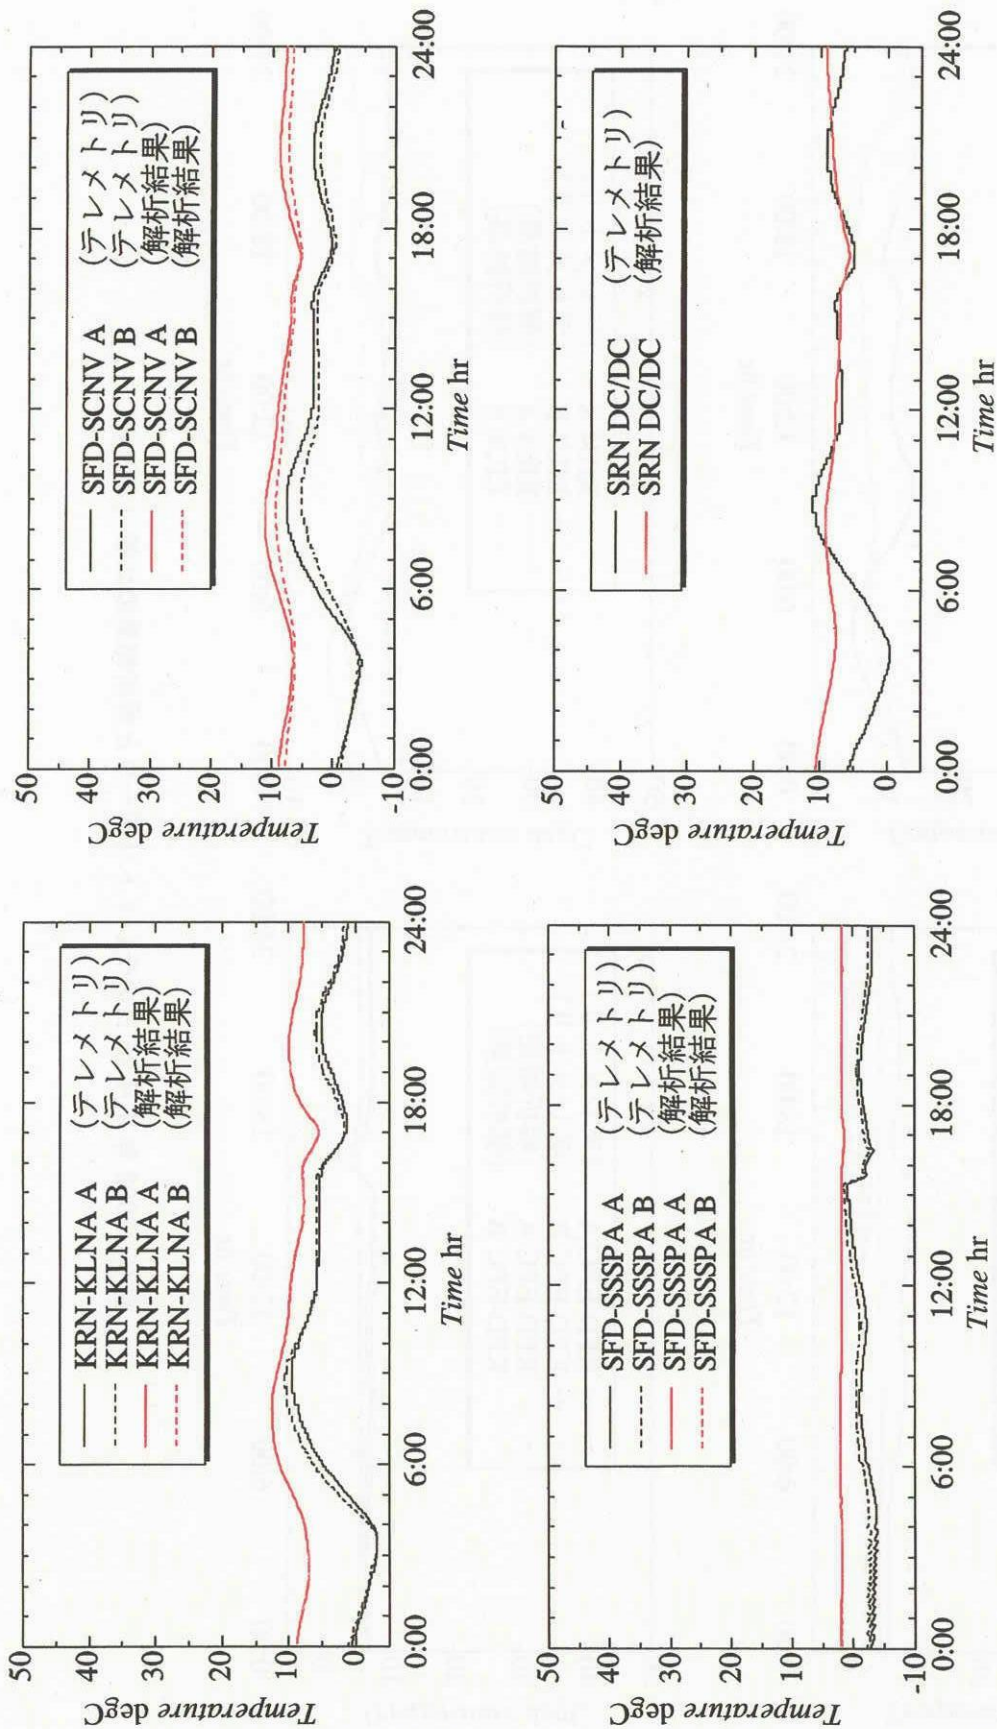 50
40
30
20
10
0
Temperature degC
KRN-KLNA A (テレメトリ)
KRN-KLNA B (テレメトリ)
KRN-KLNA A (解析結果)
KRN-KLNA B (解析結果)
0:00 6:00 12:00 18:00 24:00
Time hr
50
40
30
20
10
0
-10
Temperature degC
SFD-SCNV A (テレメトリ)
SFD-SCNV B (テレメトリ)
SFD-SCNV A (解析結果)
SFD-SCNV B (解析結果)
0:00 6:00 12:00 18:00 24:00
Time hr
50
40
30
20
10
0
-10
Temperature degC
SFD-SSSPA A (テレメトリ)
SFD-SSSPA B (テレメトリ)
SFD-SSSPA A (解析結果)
SFD-SSSPA B (解析結果)
0:00 6:00 12:00 18:00 24:00
Time hr
50
40
30
20
10
0
Temperature degC
SRN DC/DC (テレメトリ)
SRN DC/DC (解析結果)
0:00 6:00 12:00 18:00 24:00
Time hr